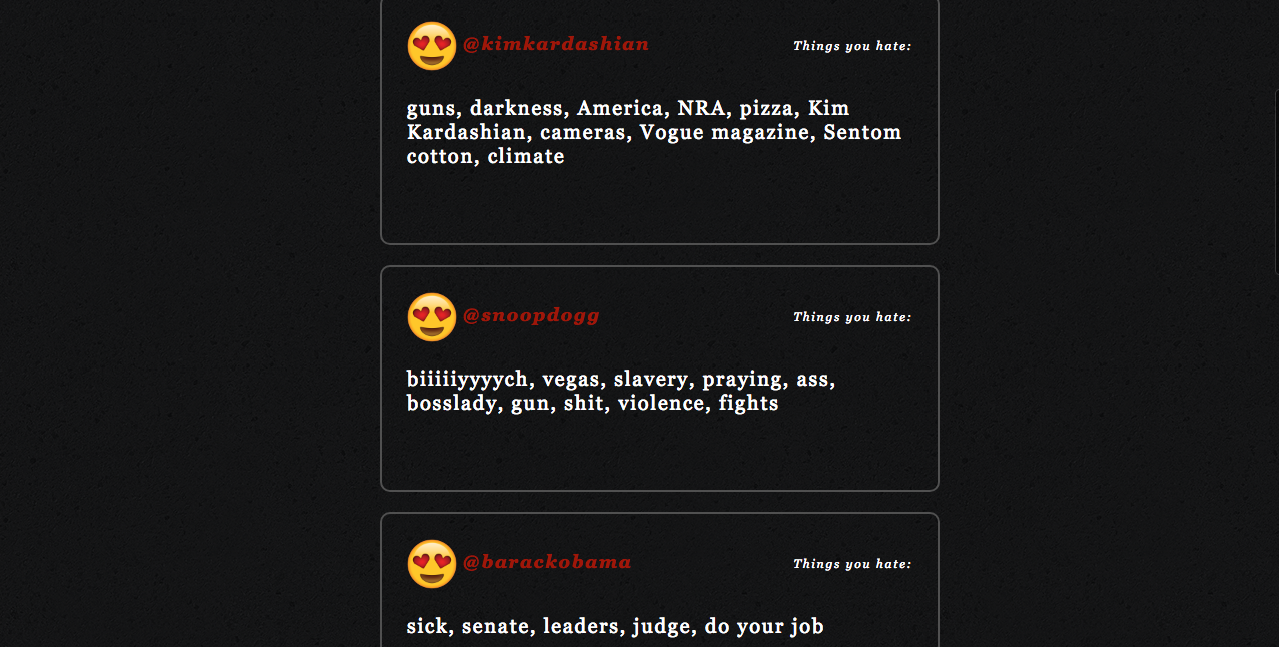 @kimkardashian
Things you hate:
guns, darkness, America, NRA, pizza, Kim
Kardashian, cameras, Vogue magazine, Sentom
cotton, climate
@snoopdogg
Things you hate:
biiiiiyyyych, vegas, slavery, praying, ass,
bosslady, gun, shit, violence, fights
@barackobama
Things you hate:
sick, senate, leaders, judge, do your job